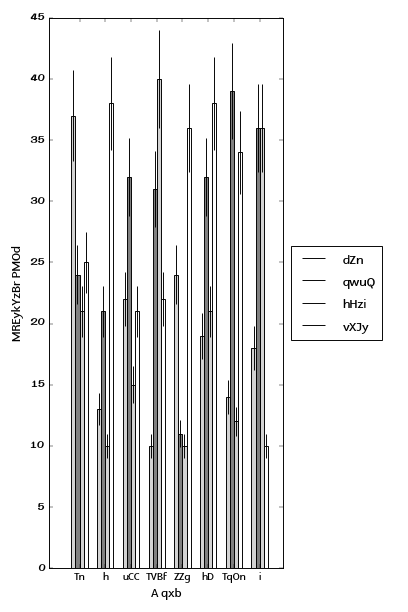 45
40
35
30
25
20
15
10
5
0
MREykYzBr PMOd
Tn h uCC TVBf ZZg hD TqOn i
A qxb
dZn
qwuQ
hHzi
vXJy